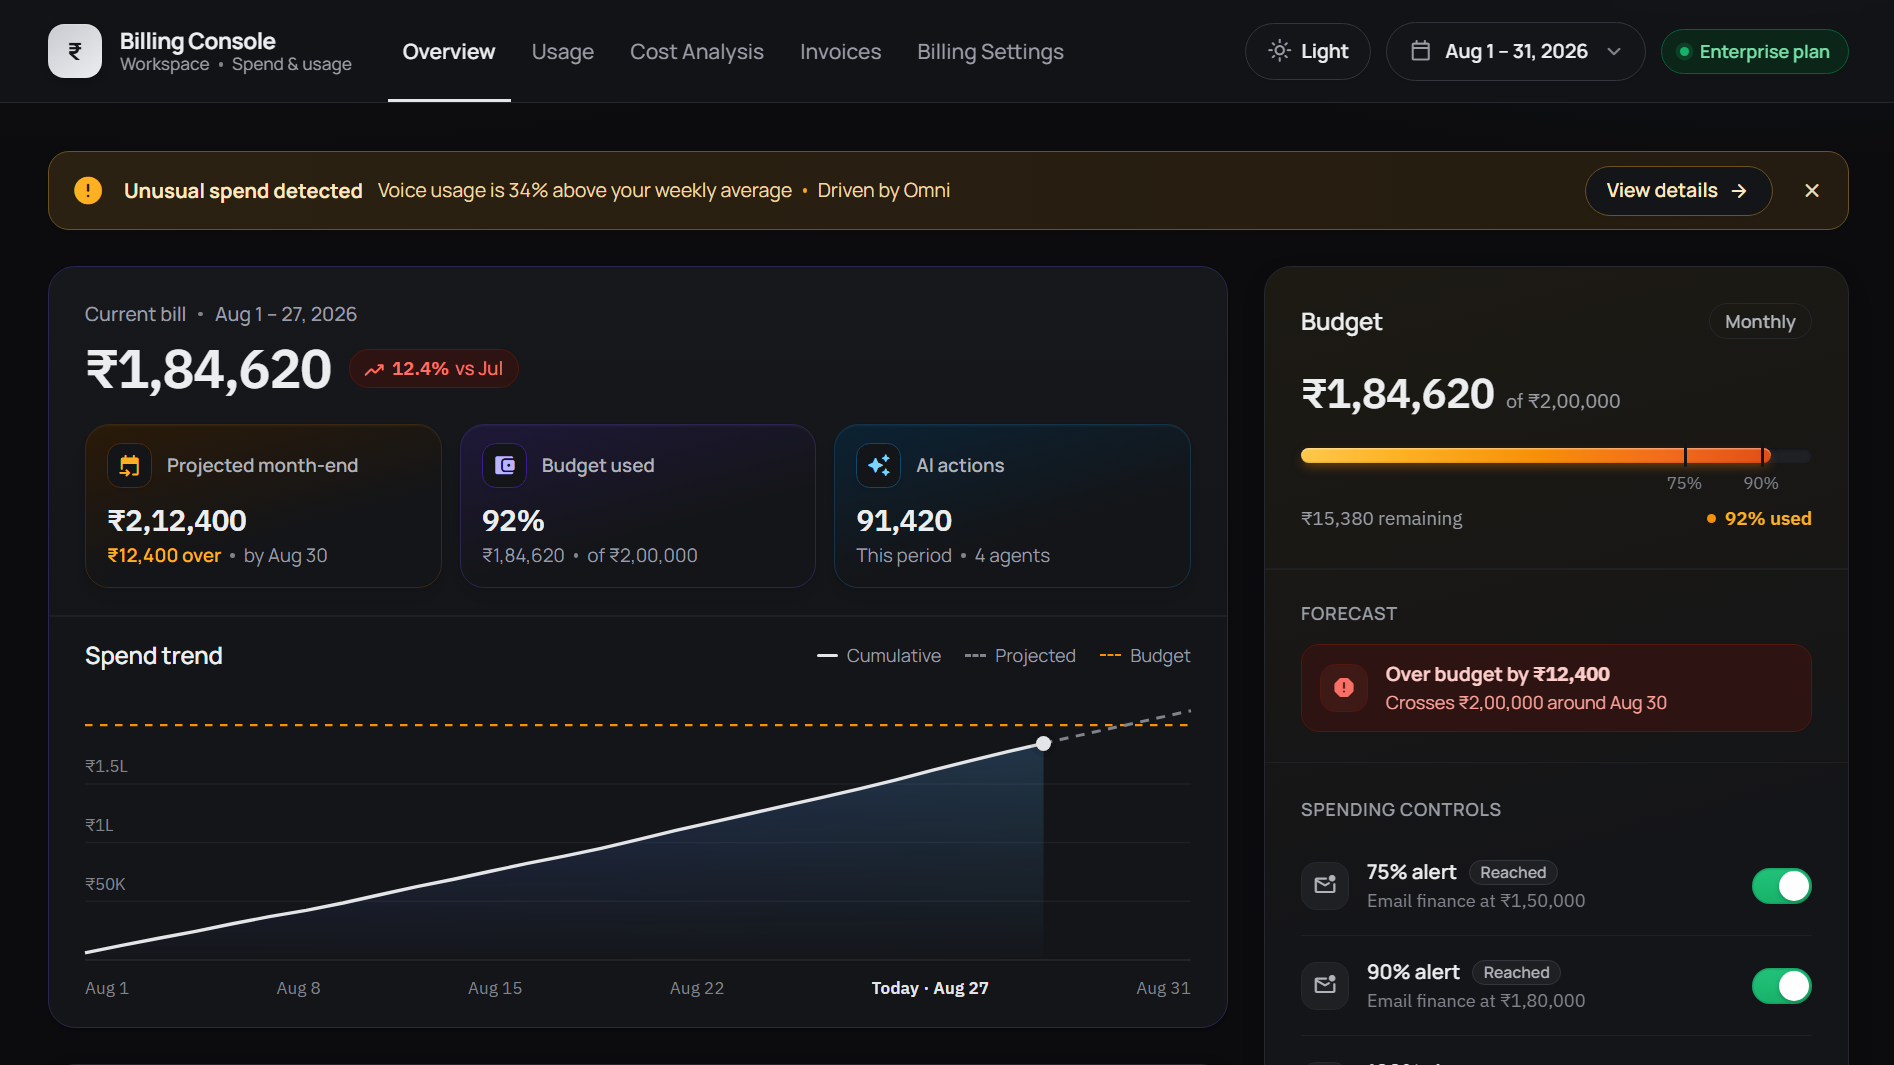 ₹
Billing Console
Workspace • Spend & usage
Overview
Usage
Cost Analysis
Invoices
Billing Settings
Light
Aug 1 – 31, 2026
Enterprise plan
Unusual spend detected
Voice usage is 34% above your weekly average • Driven by Omni
View details →
Current bill • Aug 1 – 27, 2026
₹1,84,620
12.4% vs Jul
Projected month-end
₹2,12,400
₹12,400 over • by Aug 30
Budget used
92%
₹1,84,620 • of ₹2,00,000
AI actions
91,420
This period • 4 agents
Spend trend
Cumulative
Projected
Budget
₹1.5L
₹1L
₹50K
Aug 1
Aug 8
Aug 15
Aug 22
Today · Aug 27
Aug 31
Budget
Monthly
₹1,84,620 of ₹2,00,000
75%
90%
₹15,380 remaining
92% used
FORECAST
Over budget by ₹12,400
Crosses ₹2,00,000 around Aug 30
SPENDING CONTROLS
75% alert
Reached
Email finance at ₹1,50,000
90% alert
Reached
Email finance at ₹1,80,000